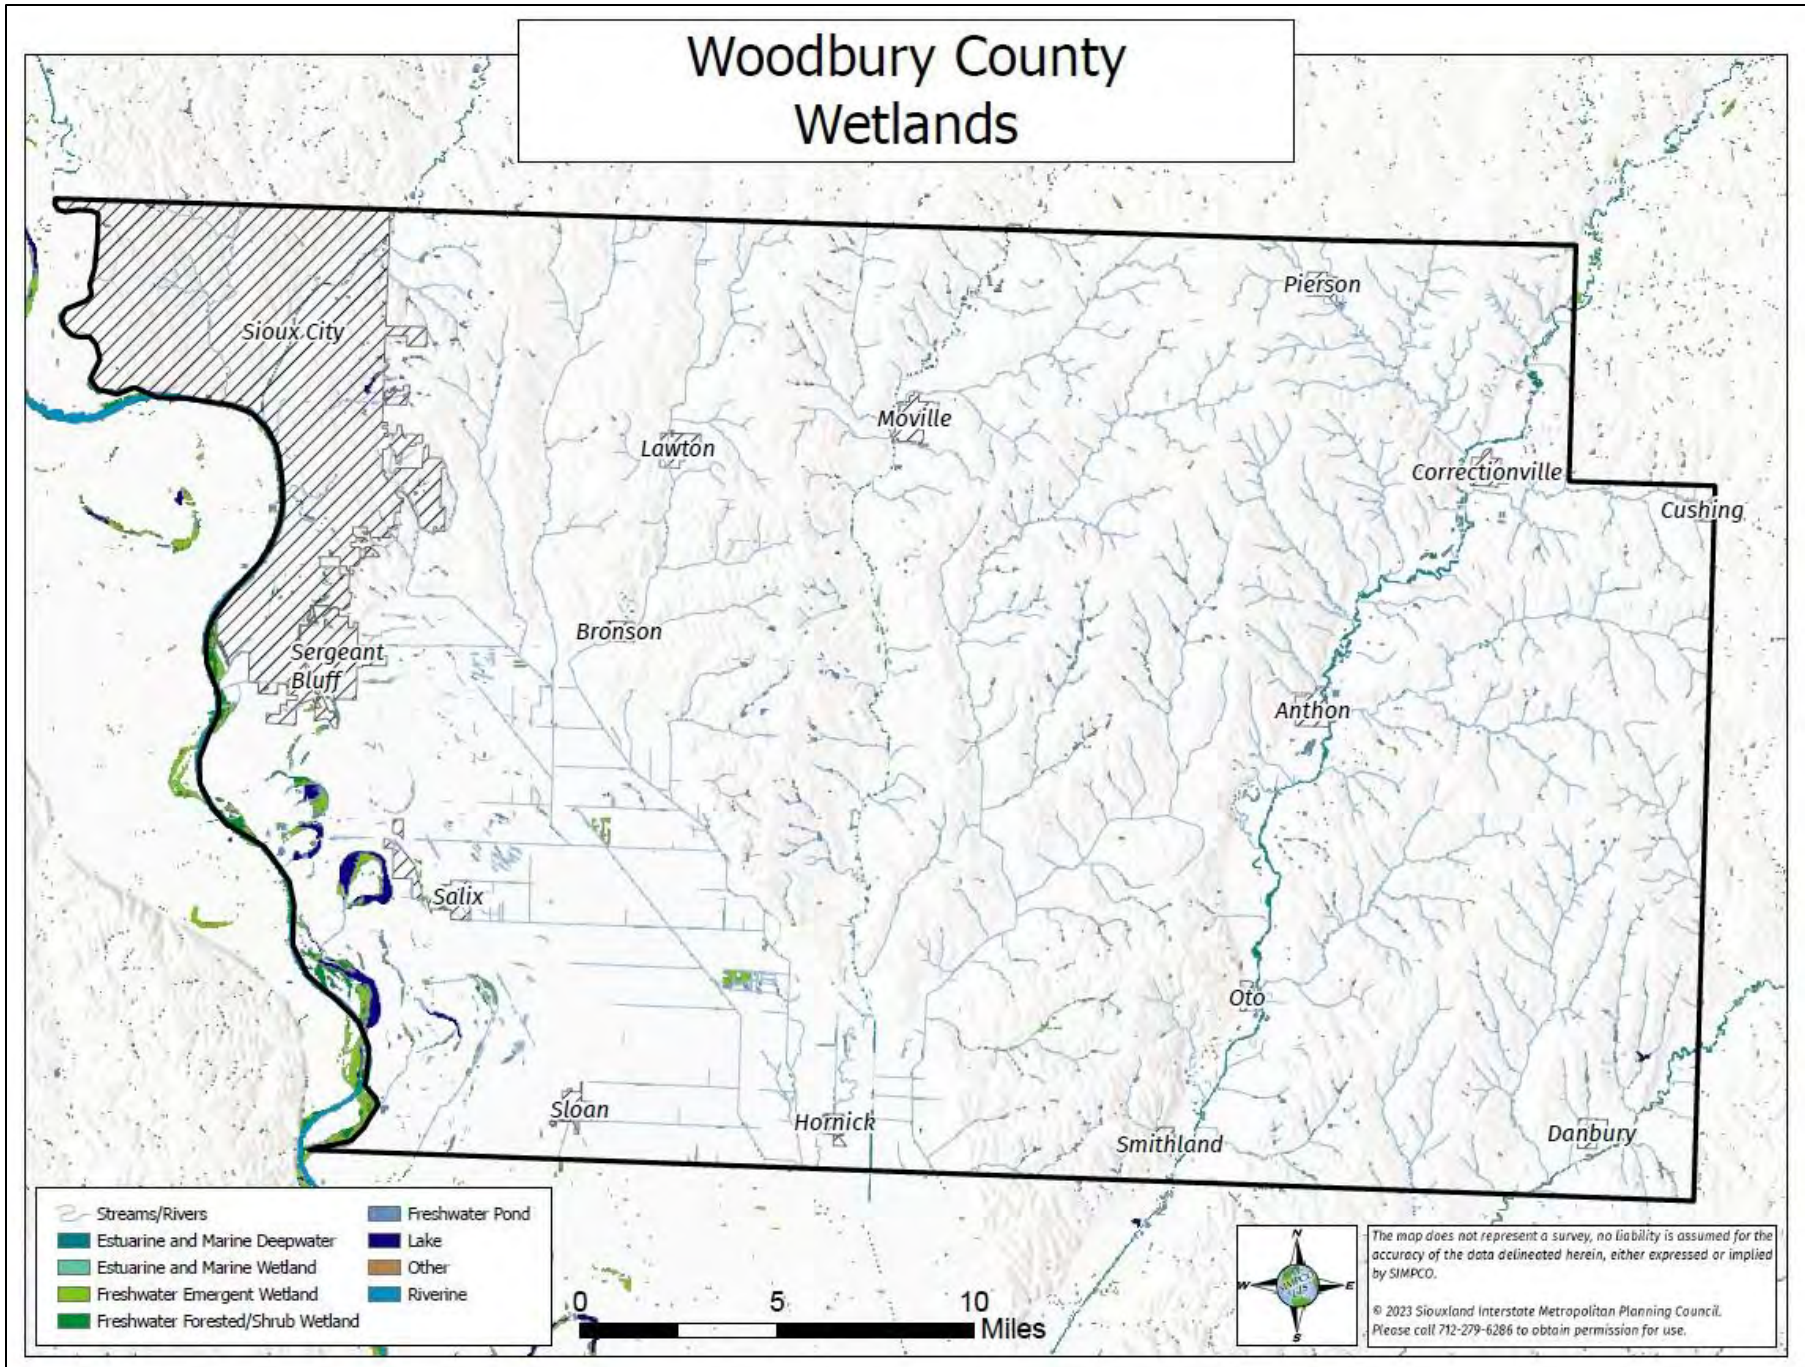 Woodbury County
Wetlands
Pierson
Sioux City
Moville
Lawton
Correctionville
Cushing
Bronson
Sergeant
Bluff
Anthon
Salix
Oto
Sloan
Hornick
Smithland
Danbury
Streams/Rivers
Estuarine and Marine Deepwater
Estuarine and Marine Wetland
Freshwater Emergent Wetland
Freshwater Forested/Shrub Wetland
Freshwater Pond
Lake
Other
Riverine
0 5 10
Miles
N
W E
S
SIMPCO
GIS
The map does not represent a survey, no liability is assumed for the
accuracy of the data delineated herein, either expressed or implied
by SIMPCO.
© 2023 Siouxland Interstate Metropolitan Planning Council.
Please call 712-279-6286 to obtain permission for use.